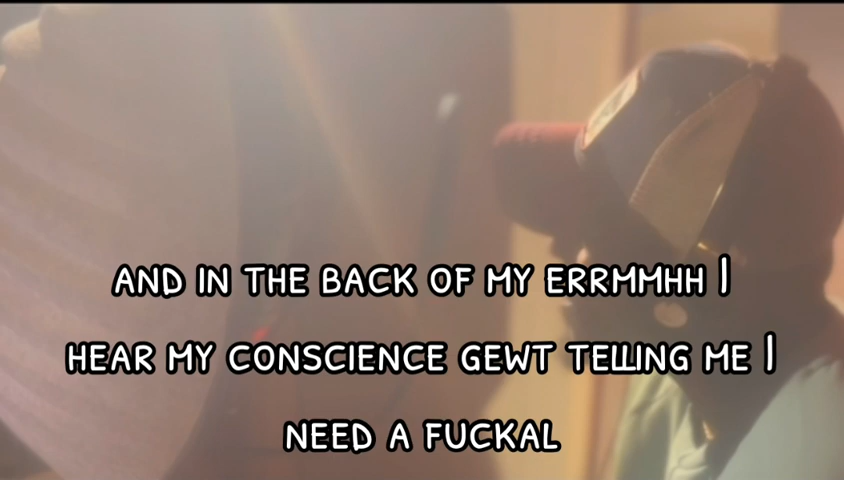 AND IN THE BACK OF MY ERRMMHH I
HEAR MY CONSCIENCE GEWT TELLING ME I
NEED A FUCKAL